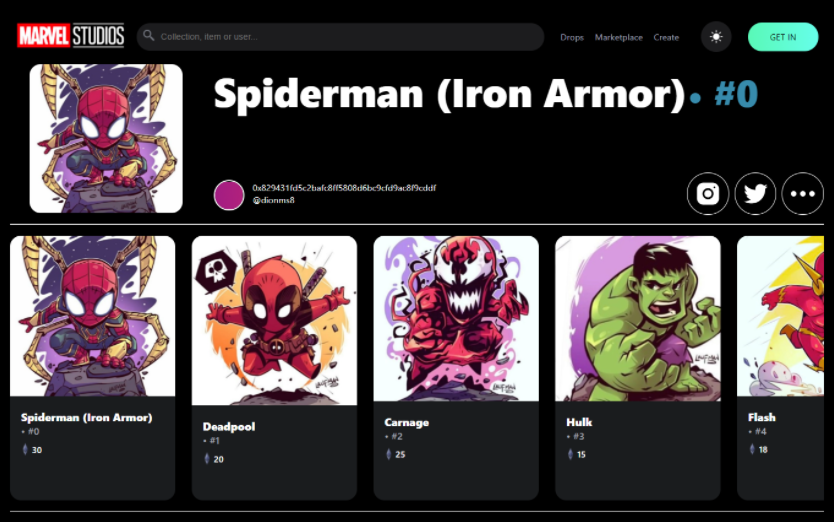 MARVEL STUDIOS
Collection, item or user...
Drops Marketplace Create
GET IN
Spiderman (Iron Armor)• #0
0x829431fd5c2bafc8ff5808d6bc9cfd9ac8f9cddf
@dionms8
Spiderman (Iron Armor)
• #0
30
Deadpool
• #1
20
Carnage
• #2
25
Hulk
• #3
15
Flash
• #4
18